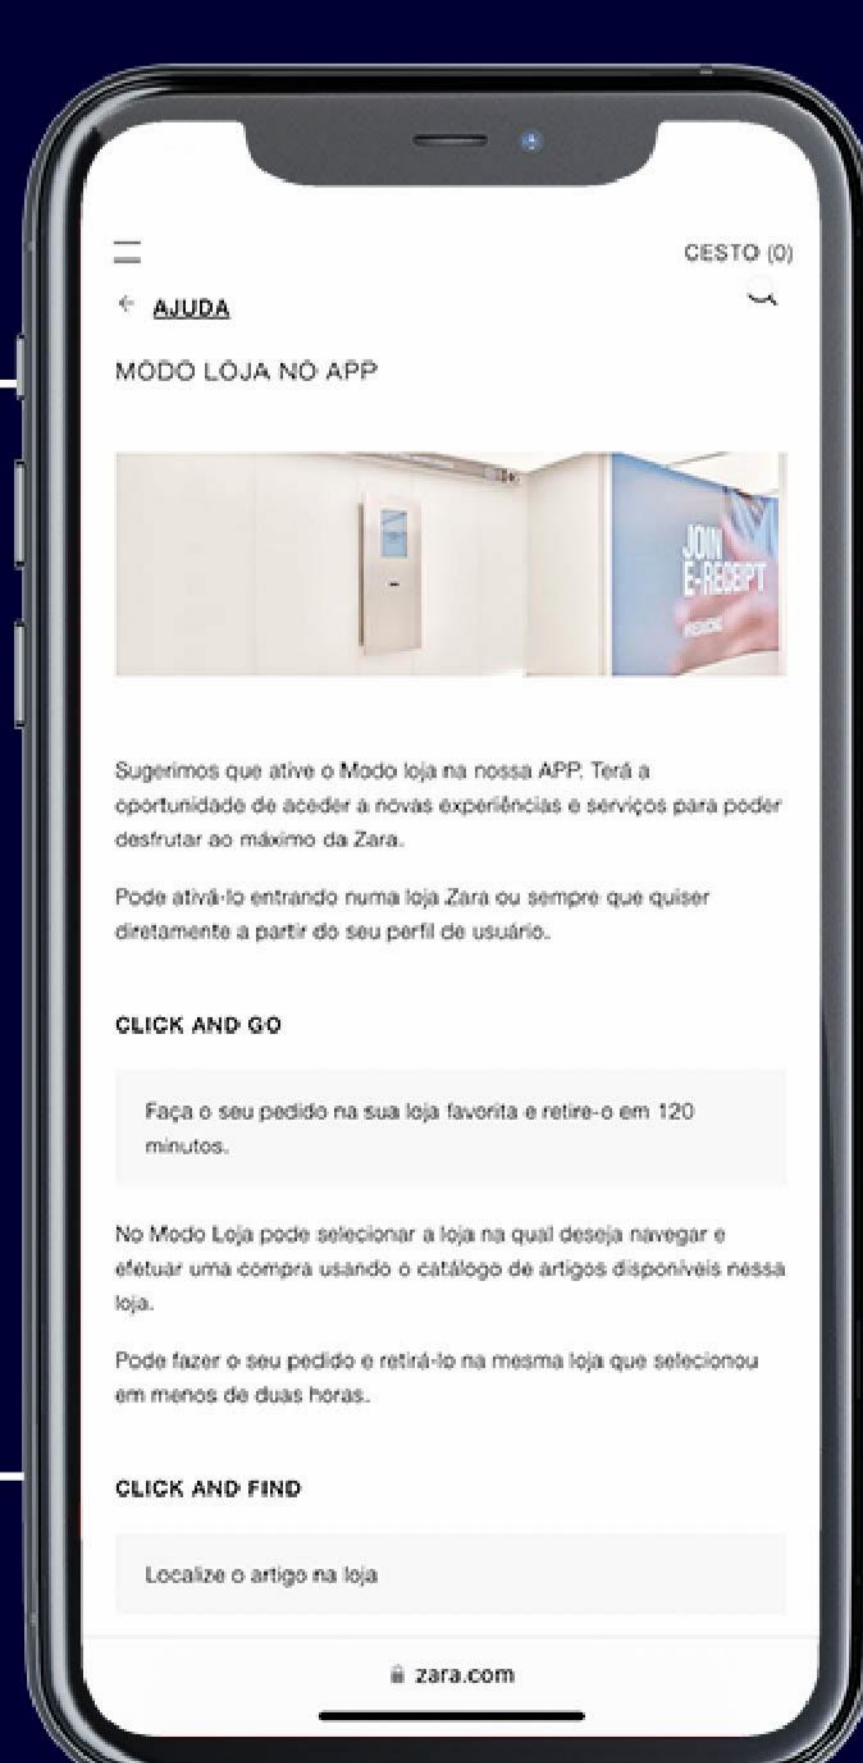 CESTO (0)
AJUDA
MODO LOJA NO APP
JOIN
E-RECEIPT
Sugerimos que ative o Modo loja na nossa APP. Terá a
oportunidade de aceder a novas experiências e serviços para poder
desfrutar ao máximo da Zara.
Pode ativá-lo entrando numa loja Zara ou sempre que quiser
diretamente a partir do seu perfil de usuário.
CLICK AND GO
Faça o seu pedido na sua loja favorita e retire-o em 120
minutos.
No Modo Loja pode selecionar a loja na qual deseja navegar e
efetuar uma compra usando o catálogo de artigos disponíveis nessa
loja.
Pode fazer o seu pedido e retirá-lo na mesma loja que selecionou
em menos de duas horas.
CLICK AND FIND
Localize o artigo na loja
zara.com